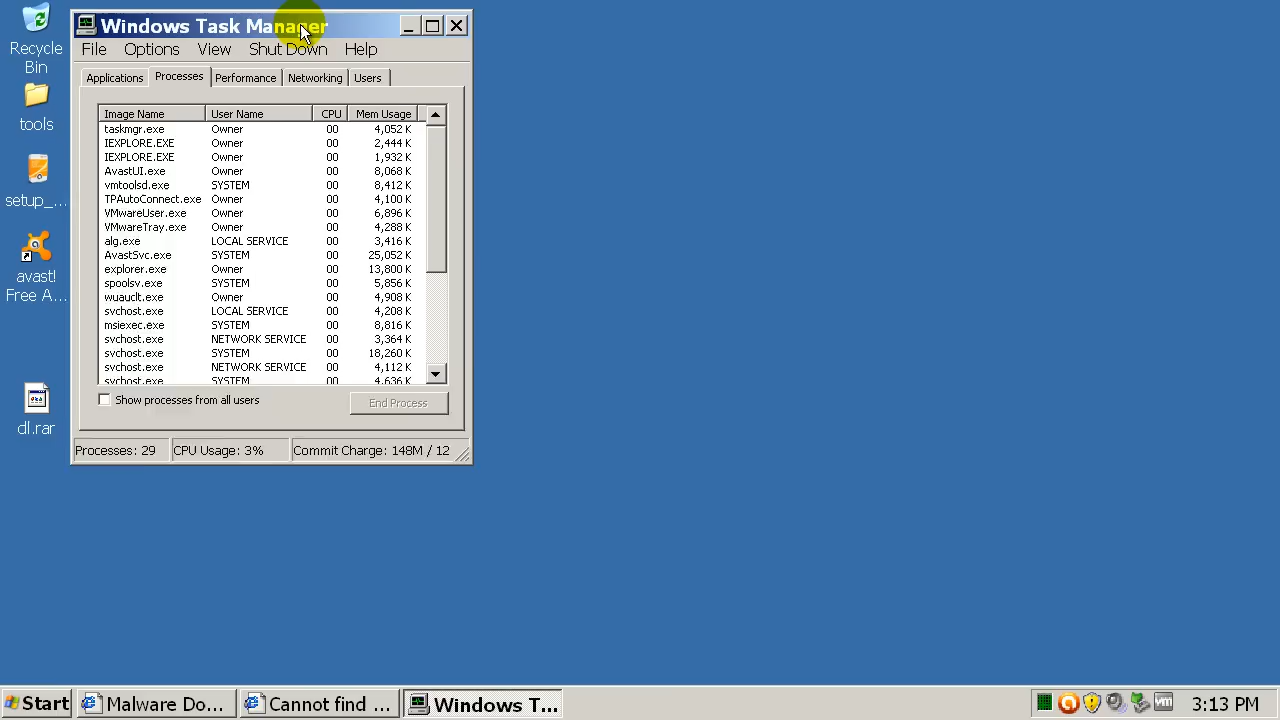 Recycle
Bin
tools
setup_...
avast!
Free A...
dl.rar
Windows Task Manager
File Options View Shut Down Help
Applications Processes Performance Networking Users
Image Name User Name CPU Mem Usage
taskmgr.exe Owner 00 4,052 K
IEXPLORE.EXE Owner 00 2,444 K
IEXPLORE.EXE Owner 00 1,932 K
AvastUI.exe Owner 00 8,068 K
vmtoolsd.exe SYSTEM 00 8,412 K
TPAutoConnect.exe Owner 00 4,100 K
VMwareUser.exe Owner 00 6,896 K
VMwareTray.exe Owner 00 4,288 K
alg.exe LOCAL SERVICE 00 3,416 K
AvastSvc.exe SYSTEM 00 25,052 K
explorer.exe Owner 00 13,800 K
spoolsv.exe SYSTEM 00 5,856 K
wuauclt.exe Owner 00 4,908 K
svchost.exe LOCAL SERVICE 00 4,208 K
msiexec.exe SYSTEM 00 8,816 K
svchost.exe NETWORK SERVICE 00 3,364 K
svchost.exe SYSTEM 00 18,260 K
svchost.exe NETWORK SERVICE 00 4,112 K
svchost.exe SYSTEM 00 4,636 K
Show processes from all users End Process
Processes: 29 CPU Usage: 3% Commit Charge: 148M / 12
Start Malware Do... Cannot find ... Windows T... vm 3:13 PM